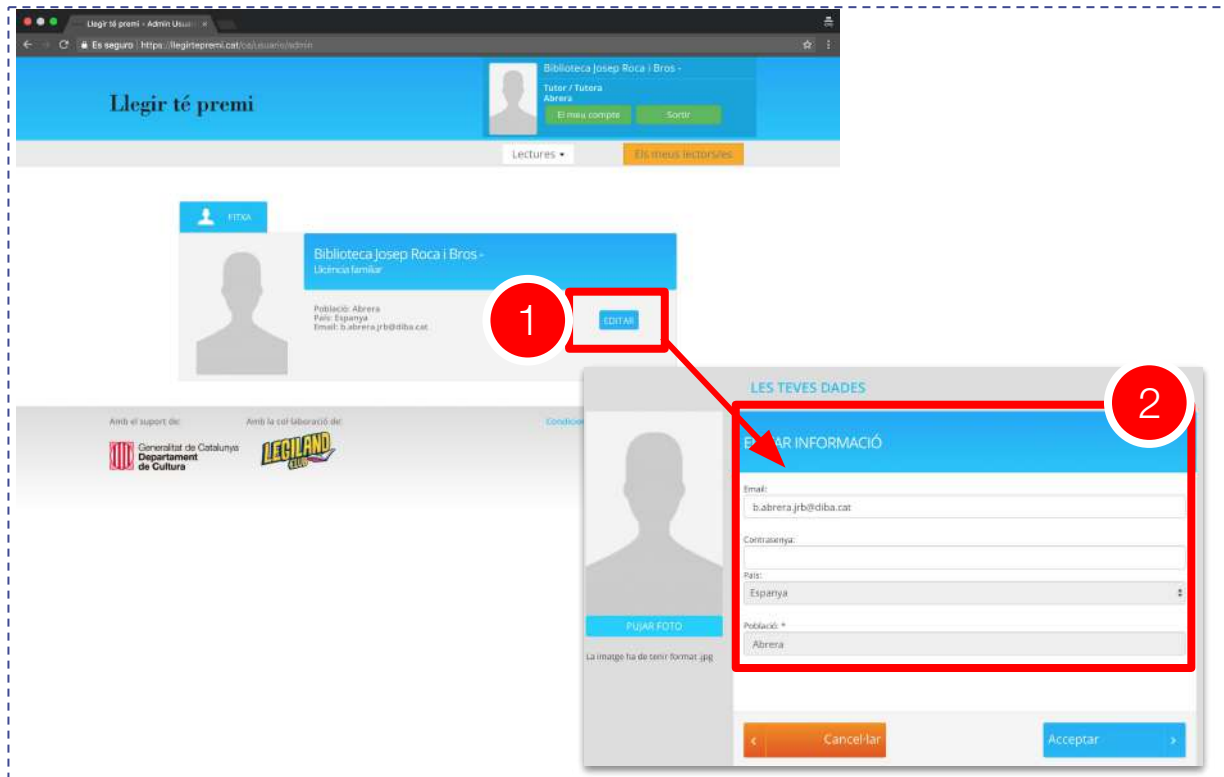 Llegir té premi - Admin Usuari
Es seguro | https://llegirtepremi.cat/ca/usuario/admin
Llegir té premi
Biblioteca Josep Roca i Bros -
Tutor / Tutora
Abrera
El meu compte
Sortir
Lectures
Els meus lectors/es
FITXA
Biblioteca Josep Roca i Bros -
Llicència familiar
Població: Abrera
País: Espanya
Email: b.abrera.jrb@diba.cat
EDITAR
1
Amb el suport de:
Amb la col·laboració de:
Generalitat de Catalunya
Departament
de Cultura
LEGILAND
CLUB
LES TEVES DADES
2
INFORMACIÓ
Email:
b.abrera.jrb@diba.cat
Contrasenya:
País:
Espanya
Població: *
Abrera
PUJAR FOTO
La imatge ha de tenir format .jpg
Cancel·lar
Acceptar